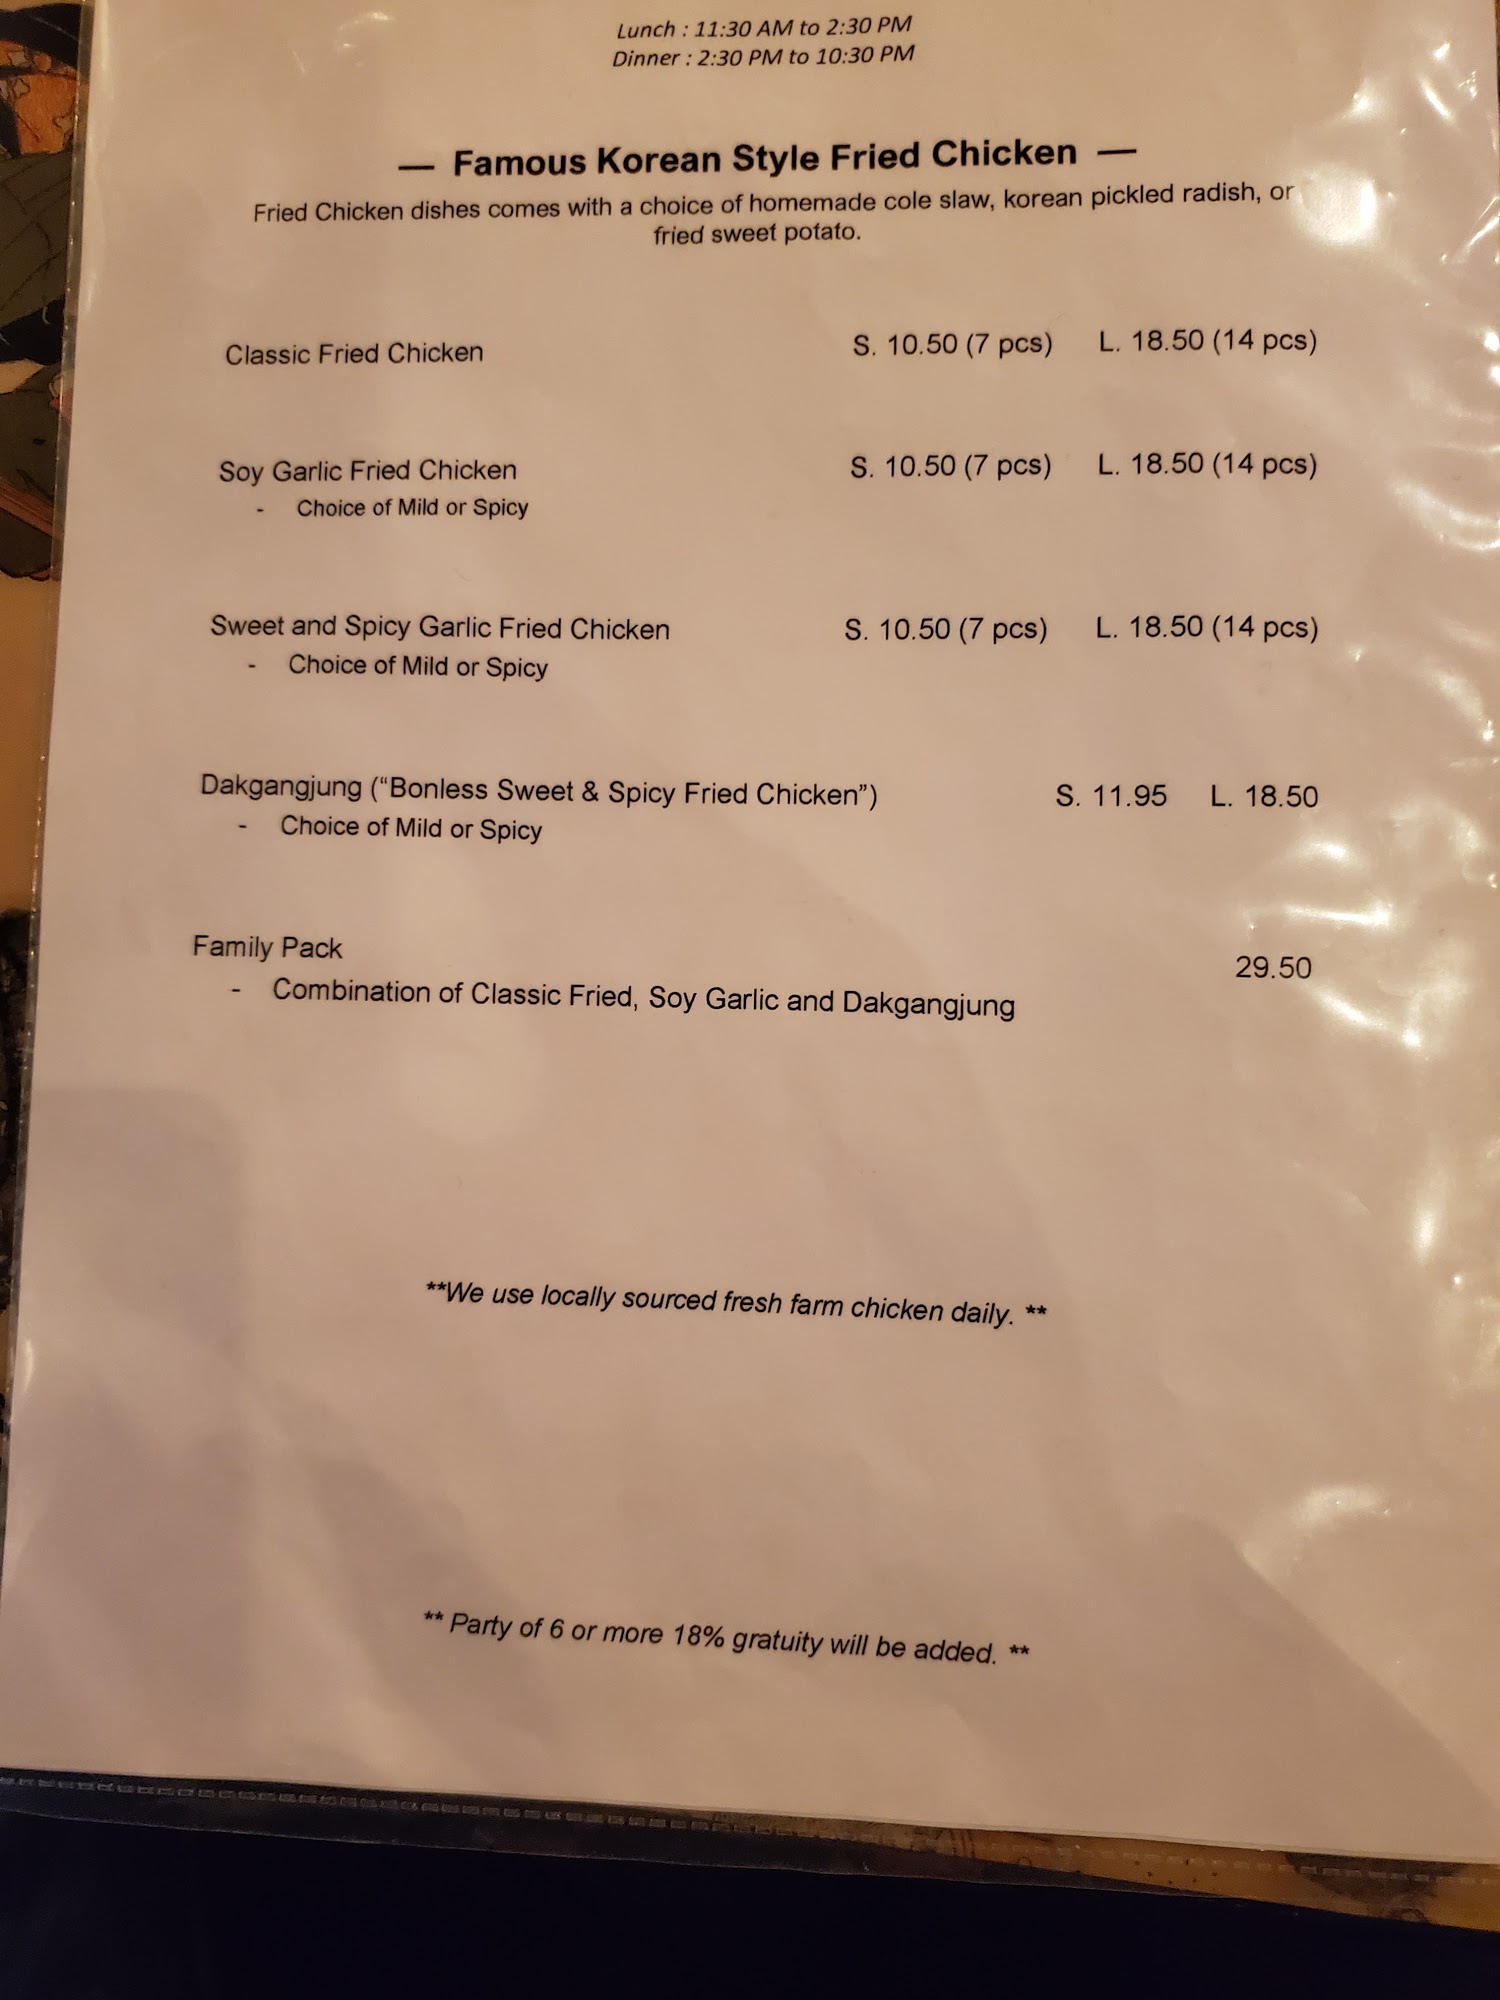 Lunch : 11:30 AM to 2:30 PM
Dinner : 2:30 PM to 10:30 PM
— Famous Korean Style Fried Chicken —
Fried Chicken dishes comes with a choice of homemade cole slaw, korean pickled radish, or
fried sweet potato.
Classic Fried Chicken S. 10.50 (7 pcs) L. 18.50 (14 pcs)
Soy Garlic Fried Chicken S. 10.50 (7 pcs) L. 18.50 (14 pcs)
- Choice of Mild or Spicy
Sweet and Spicy Garlic Fried Chicken S. 10.50 (7 pcs) L. 18.50 (14 pcs)
- Choice of Mild or Spicy
Dakgangjung (“Bonless Sweet & Spicy Fried Chicken”) S. 11.95 L. 18.50
- Choice of Mild or Spicy
Family Pack 29.50
- Combination of Classic Fried, Soy Garlic and Dakgangjung
**We use locally sourced fresh farm chicken daily. **
** Party of 6 or more 18% gratuity will be added. **